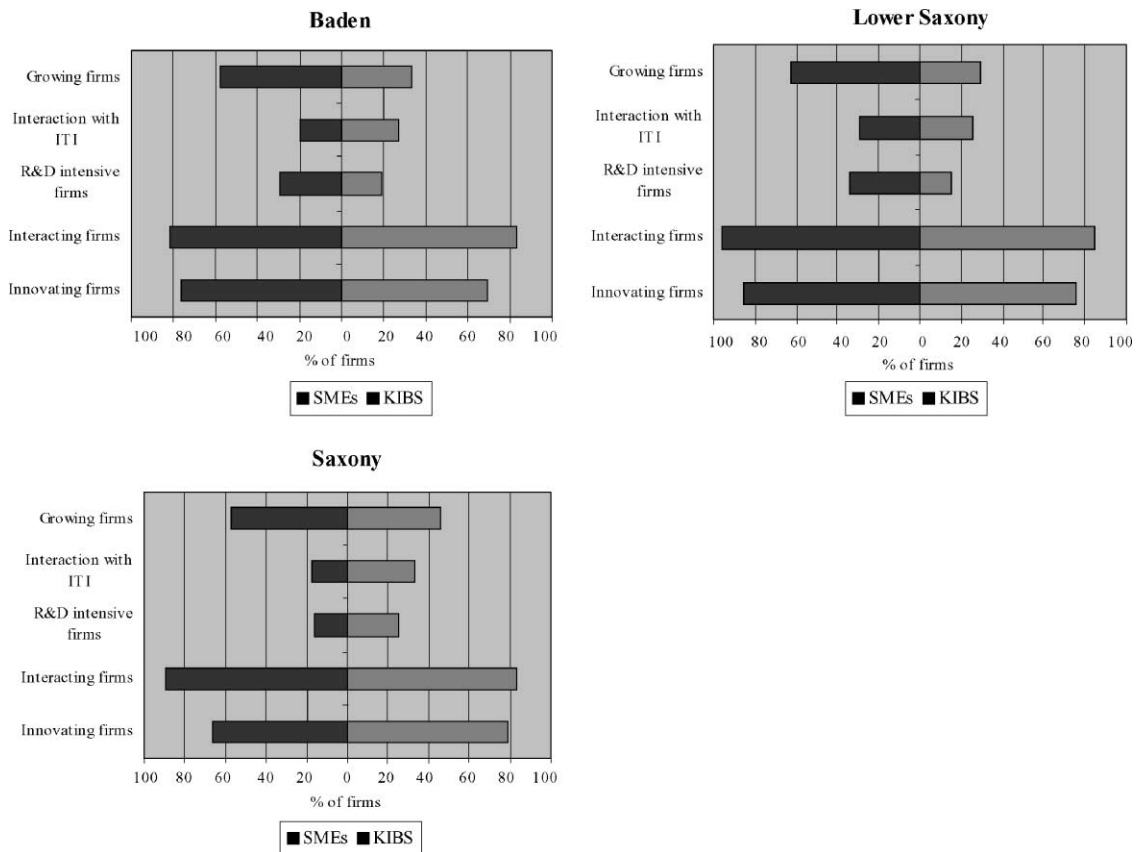 Baden
Growing firms
Interaction with
ITI
R&D intensive
firms
Interacting firms
Innovating firms
100 80 60 40 20 0 20 40 60 80 100
% of firms
SMEs KIBS
Lower Saxony
Growing firms
Interaction with
ITI
R&D intensive
firms
Interacting firms
Innovating firms
100 80 60 40 20 0 20 40 60 80 100
% of firms
SMEs KIBS
Saxony
Growing firms
Interaction with
ITI
R&D intensive
firms
Interacting firms
Innovating firms
100 80 60 40 20 0 20 40 60 80 100
% of firms
SMEs KIBS